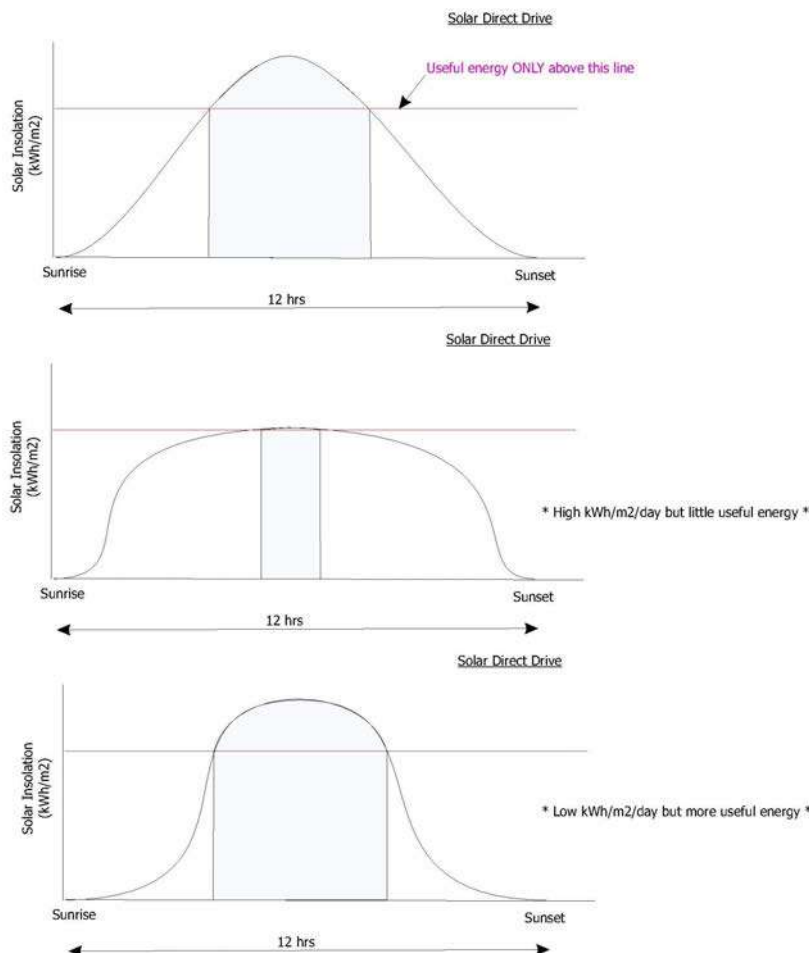 Solar Direct Drive
Useful energy ONLY above this line
Solar Insolation
(kWh/m2)
Sunrise
Sunset
12 hrs
Solar Direct Drive
Solar Insolation
(kWh/m2)
* High kWh/m2/day but little useful energy *
Sunrise
Sunset
12 hrs
Solar Direct Drive
Solar Insolation
(kWh/m2)
* Low kWh/m2/day but more useful energy *
Sunrise
Sunset
12 hrs